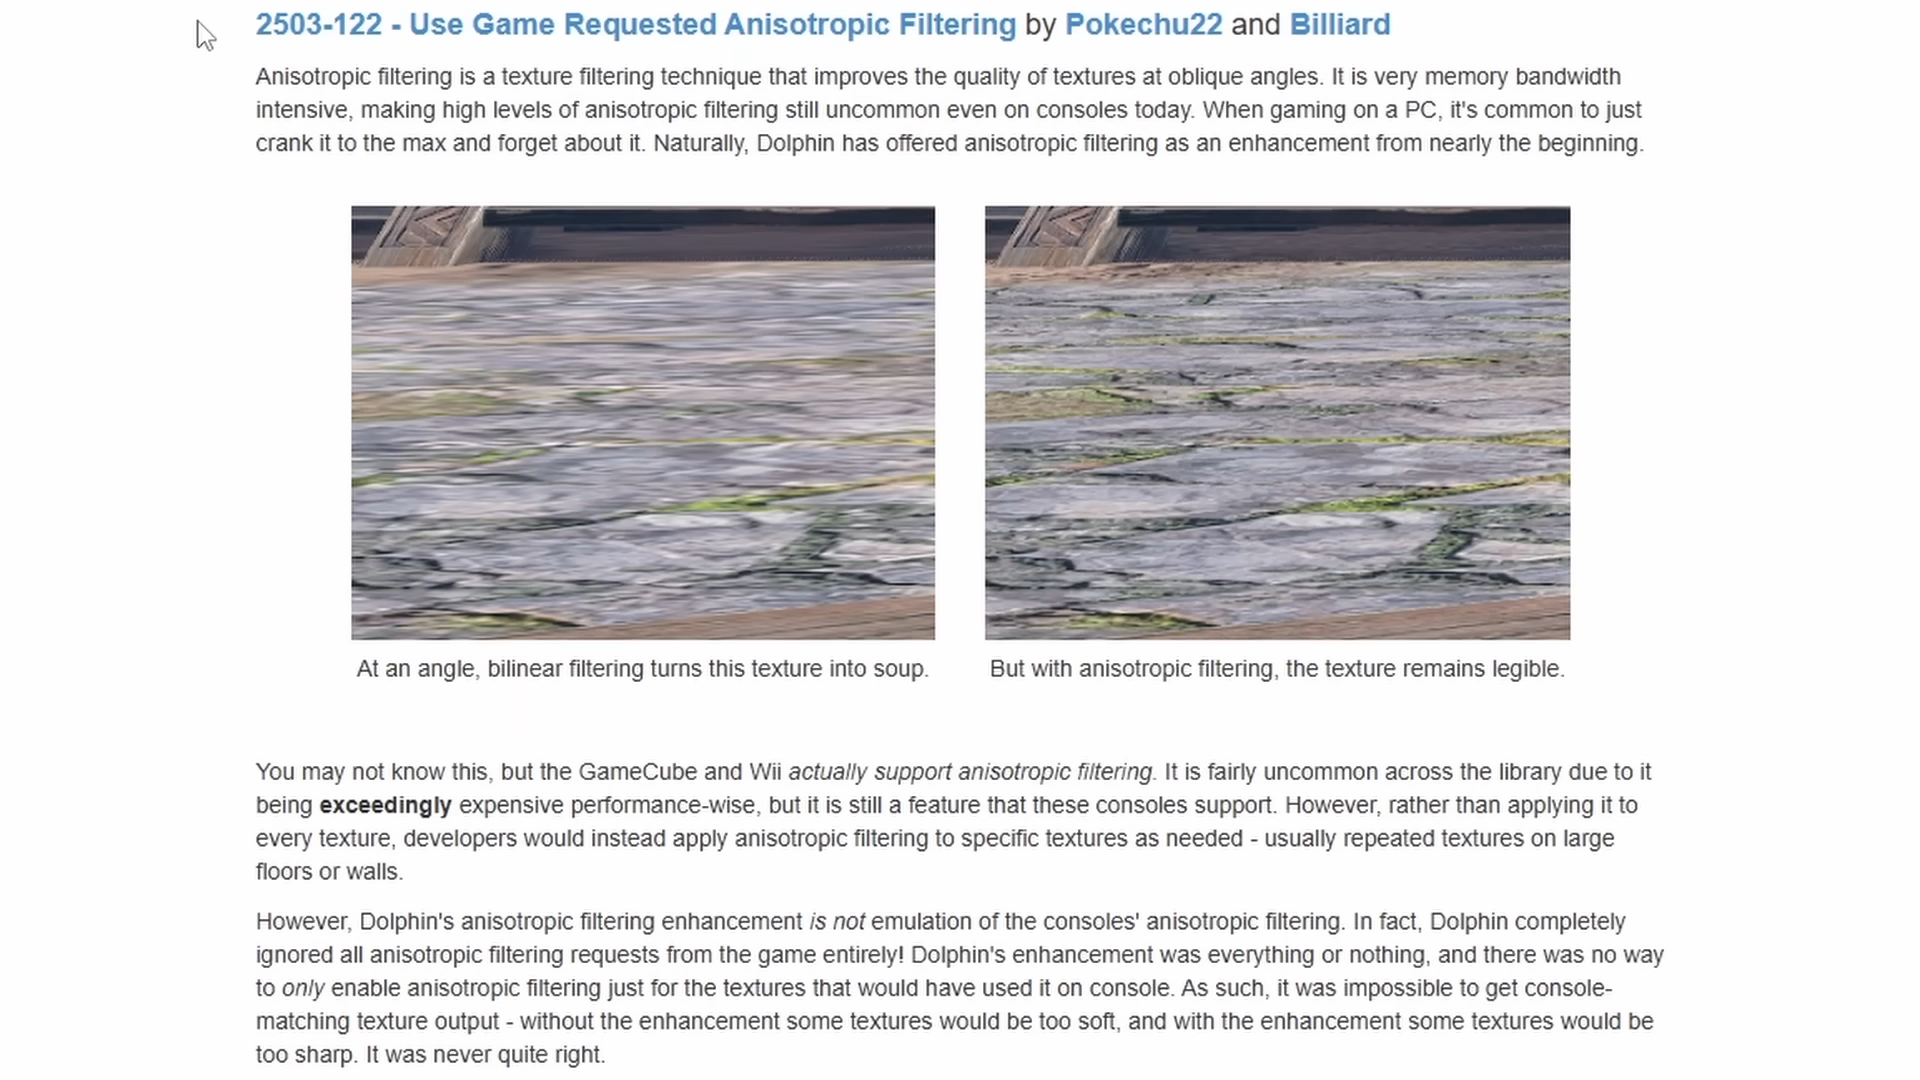 2503-122 - Use Game Requested Anisotropic Filtering by Pokechu22 and Billiard
Anisotropic filtering is a texture filtering technique that improves the quality of textures at oblique angles. It is very memory bandwidth
intensive, making high levels of anisotropic filtering still uncommon even on consoles today. When gaming on a PC, it's common to just
crank it to the max and forget about it. Naturally, Dolphin has offered anisotropic filtering as an enhancement from nearly the beginning.
At an angle, bilinear filtering turns this texture into soup.
But with anisotropic filtering, the texture remains legible.
You may not know this, but the GameCube and Wii actually support anisotropic filtering. It is fairly uncommon across the library due to it
being exceedingly expensive performance-wise, but it is still a feature that these consoles support. However, rather than applying it to
every texture, developers would instead apply anisotropic filtering to specific textures as needed - usually repeated textures on large
floors or walls.
However, Dolphin's anisotropic filtering enhancement is not emulation of the consoles' anisotropic filtering. In fact, Dolphin completely
ignored all anisotropic filtering requests from the game entirely! Dolphin's enhancement was everything or nothing, and there was no way
to only enable anisotropic filtering just for the textures that would have used it on console. As such, it was impossible to get console-
matching texture output - without the enhancement some textures would be too soft, and with the enhancement some textures would be
too sharp. It was never quite right.